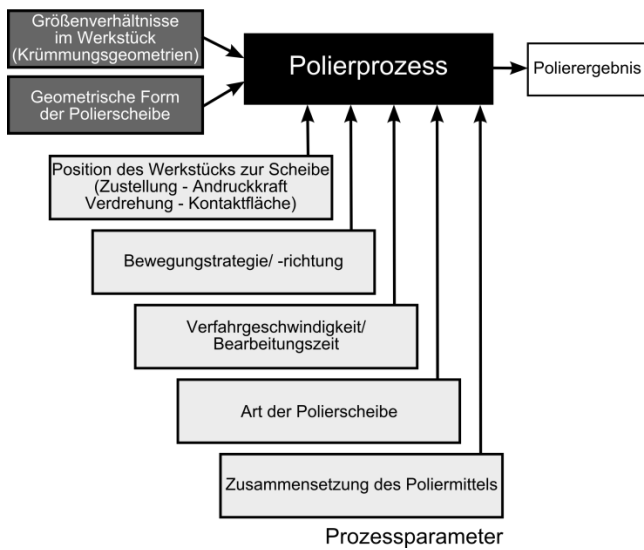 Größenverhältnisse
im Werkstück
(Krümmungsgeometrien)
Geometrische Form
der Polierscheibe
Polierprozess
Polierergebnis
Position des Werkstücks zur Scheibe
(Zustellung - Andruckkraft
Verdrehung - Kontaktfläche)
Bewegungstrategie/ -richtung
Verfahrgeschwindigkeit/
Bearbeitungszeit
Art der Polierscheibe
Zusammensetzung des Poliermittels
Prozessparameter